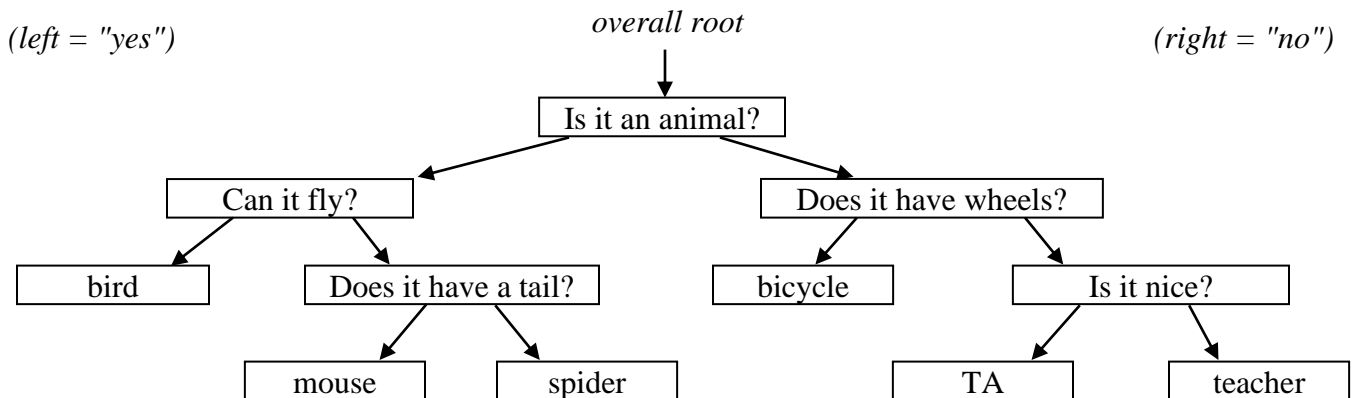 overall root
(left = "yes")
(right = "no")
Is it an animal?
Can it fly?
Does it have wheels?
bird
Does it have a tail?
bicycle
Is it nice?
mouse
spider
TA
teacher